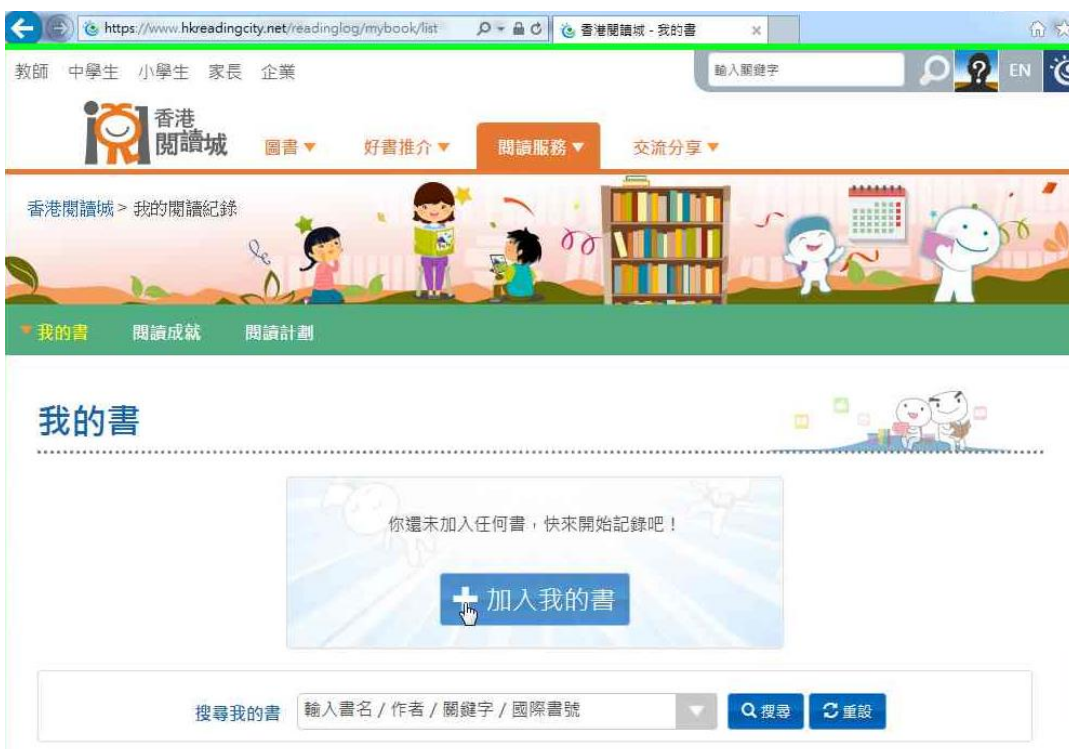 https://www.hkreadingcity.net/readinglog/mybook/list
香港閱讀城 - 我的書
教師 中學生 小學生 家長 企業
輸入關鍵字
EN
香港
閱讀城
圖書 好書推介 閱讀服務 交流分享
香港閱讀城 > 我的閱讀紀錄
我的書 閱讀成就 閱讀計劃
我的書
你還未加入任何書，快來開始記錄吧！
加入我的書
搜尋我的書 輸入書名 / 作者 / 關鍵字 / 國際書號 搜尋 重設